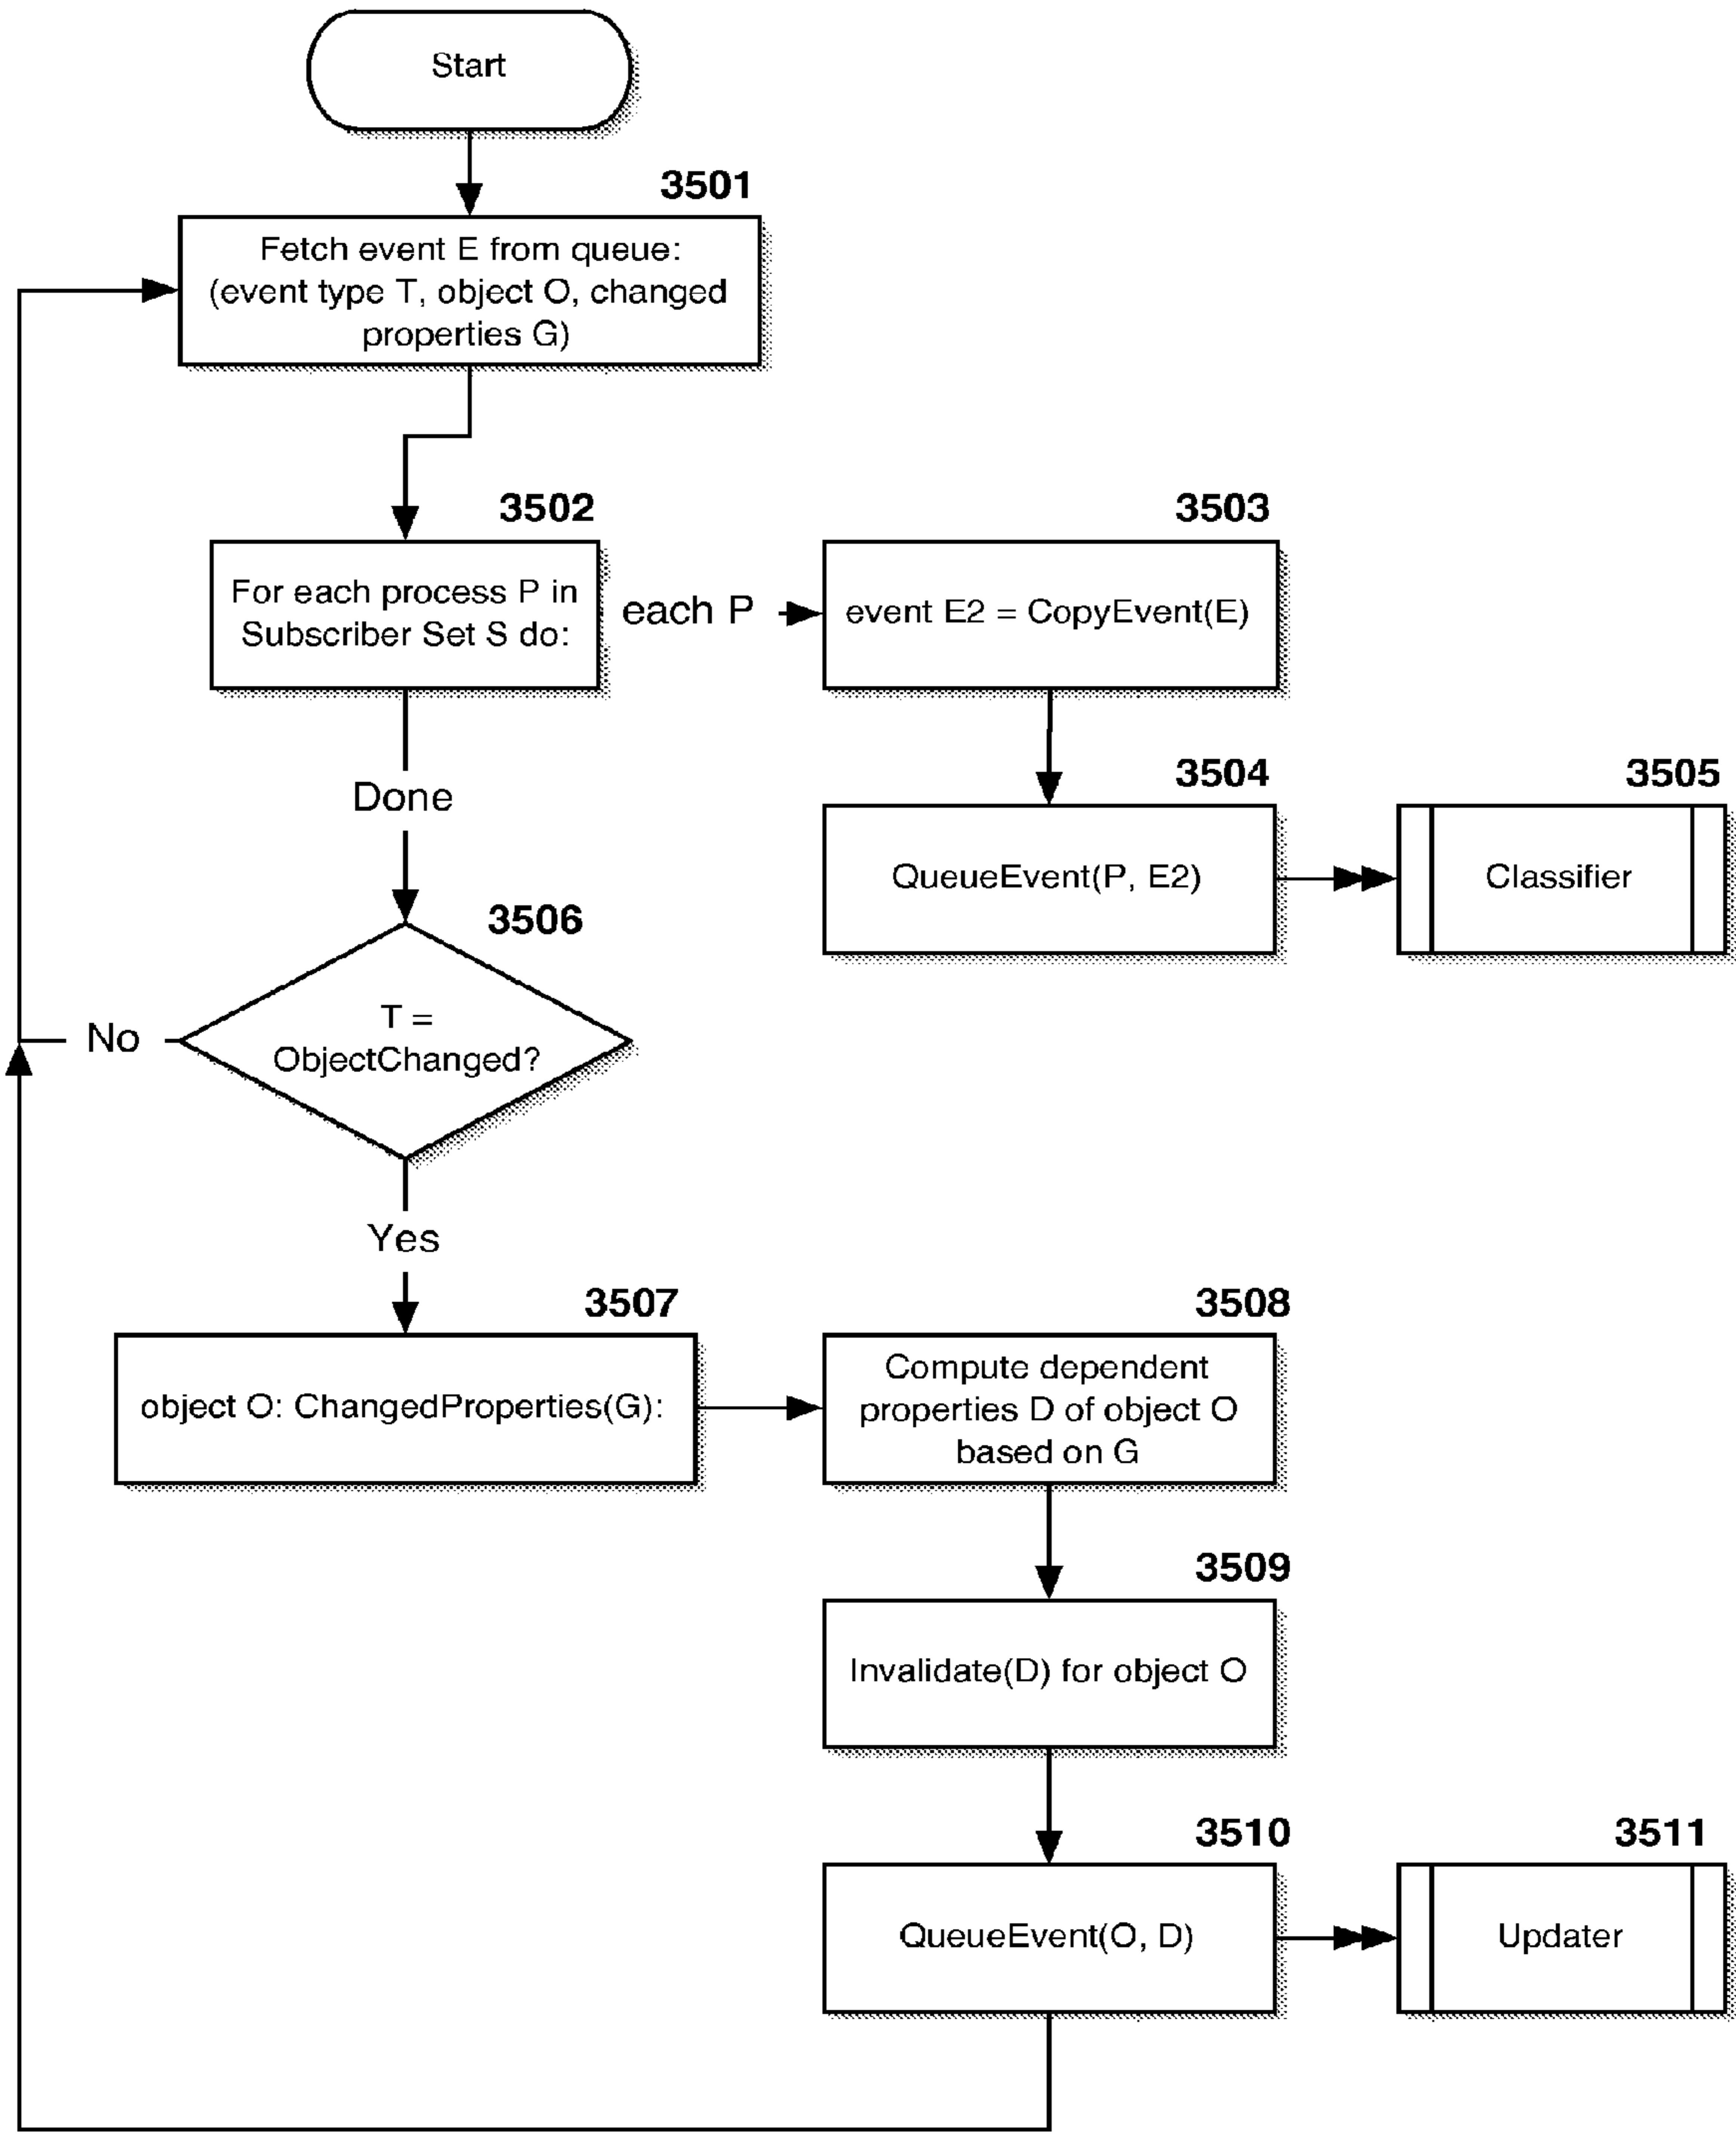 Start
3501
Fetch event E from queue:
(event type T, object O, changed
properties G)
3502
For each process P in
Subscriber Set S do:
each P
3503
event E2 = CopyEvent(E)
3504
QueueEvent(P, E2)
3505
Classifier
Done
3506
T =
ObjectChanged?
No
Yes
3507
object O: ChangedProperties(G):
3508
Compute dependent
properties D of object O
based on G
3509
Invalidate(D) for object O
3510
QueueEvent(O, D)
3511
Updater